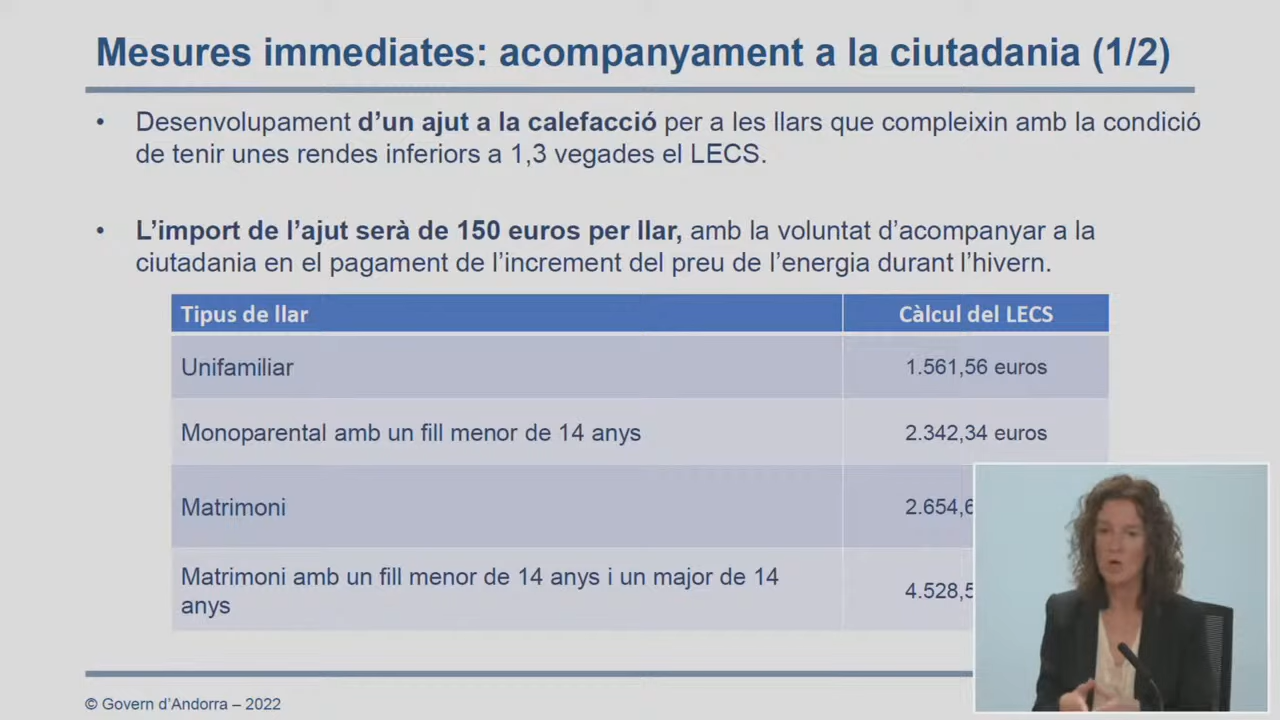 Mesures immediates: acompanyament a la ciutadania (1/2)
• Desenvolupament d’un ajut a la calefacció per a les llars que compleixin amb la condició
de tenir unes rendes inferiors a 1,3 vegades el LECS.
• L’import de l’ajut serà de 150 euros per llar, amb la voluntat d’acompanyar a la
ciutadania en el pagament de l’increment del preu de l’energia durant l’hivern.
Tipus de llar Càlcul del LECS
Unifamiliar 1.561,56 euros
Monoparental amb un fill menor de 14 anys 2.342,34 euros
Matrimoni
Matrimoni amb un fill menor de 14 anys i un major de 14
anys
© Govern d’Andorra – 2022